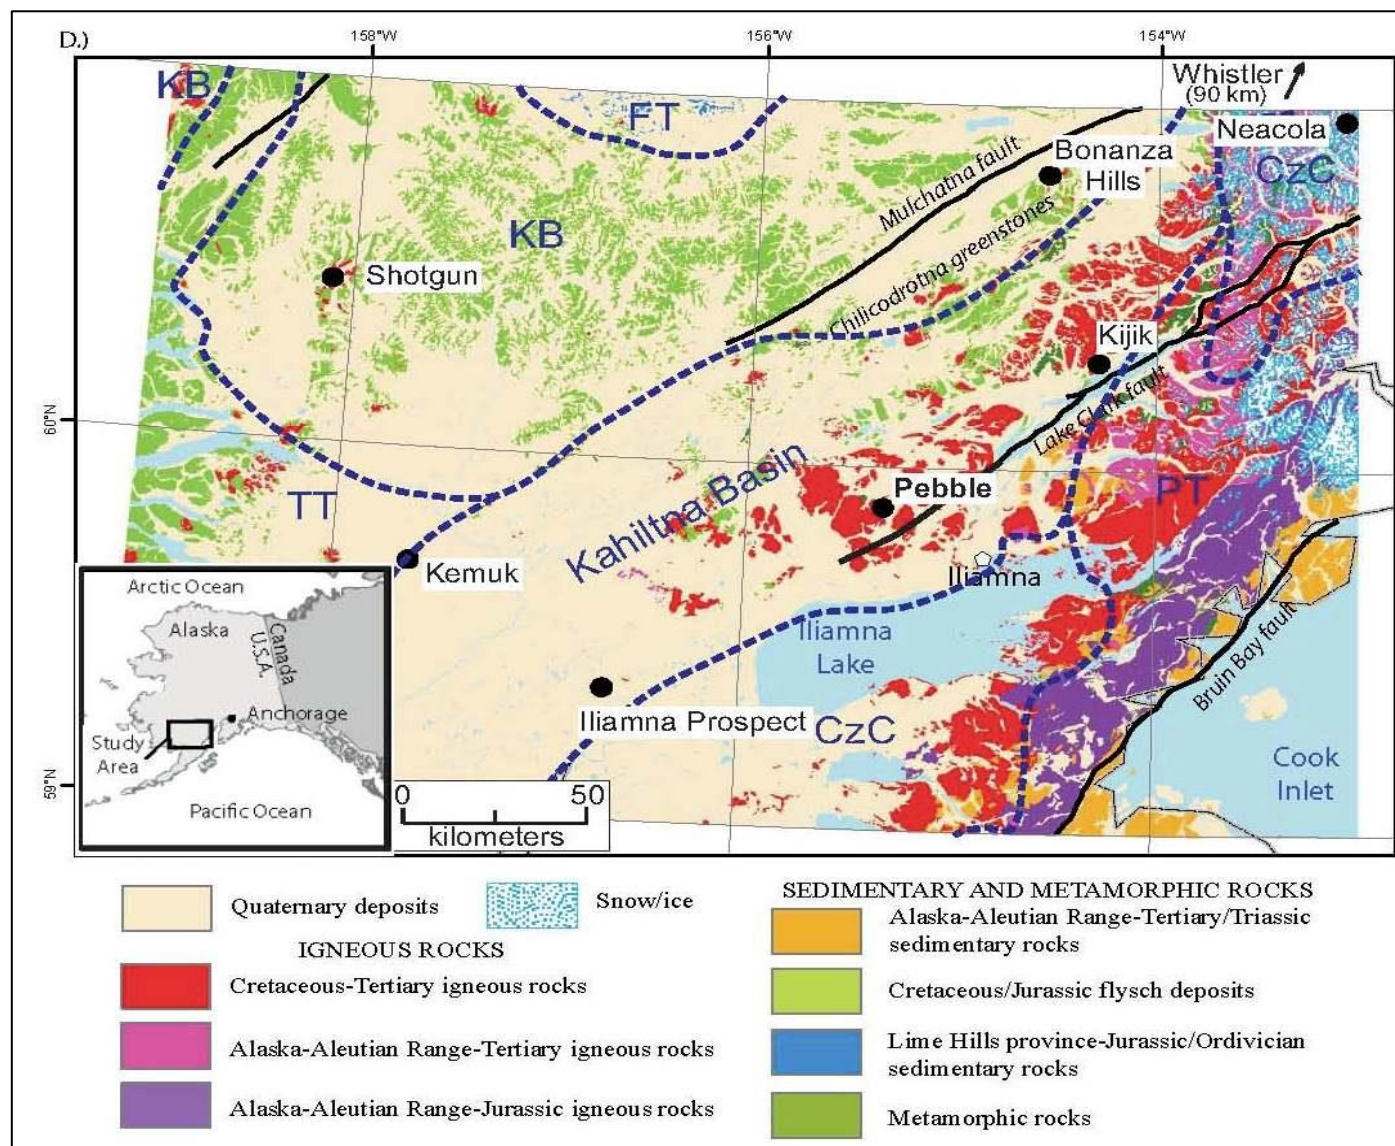 D.)
158°W
156°W
154°W
Whistler
(90 km)
KB
FT
Neacola
CzC
Mulchatna fault
Bonanza
Hills
KB
Chilicodrotna greenstones
Shotgun
Kijik
60°N
Lake Clark fault
Kahiltna Basin
Pebble
PT
TT
Kemuk
Iliamna
Iliamna
Lake
Bruin Bay fault
Iliamna Prospect
CzC
Cook
Inlet
59°N
Arctic Ocean
Alaska
Canada
U.S.A.
Anchorage
Study
Area
Pacific Ocean
0 50
kilometers
Quaternary deposits
Snow/ice
IGNEOUS ROCKS
Cretaceous-Tertiary igneous rocks
Alaska-Aleutian Range-Tertiary igneous rocks
Alaska-Aleutian Range-Jurassic igneous rocks
SEDIMENTARY AND METAMORPHIC ROCKS
Alaska-Aleutian Range-Tertiary/Triassic
sedimentary rocks
Cretaceous/Jurassic flysch deposits
Lime Hills province-Jurassic/Ordivician
sedimentary rocks
Metamorphic rocks